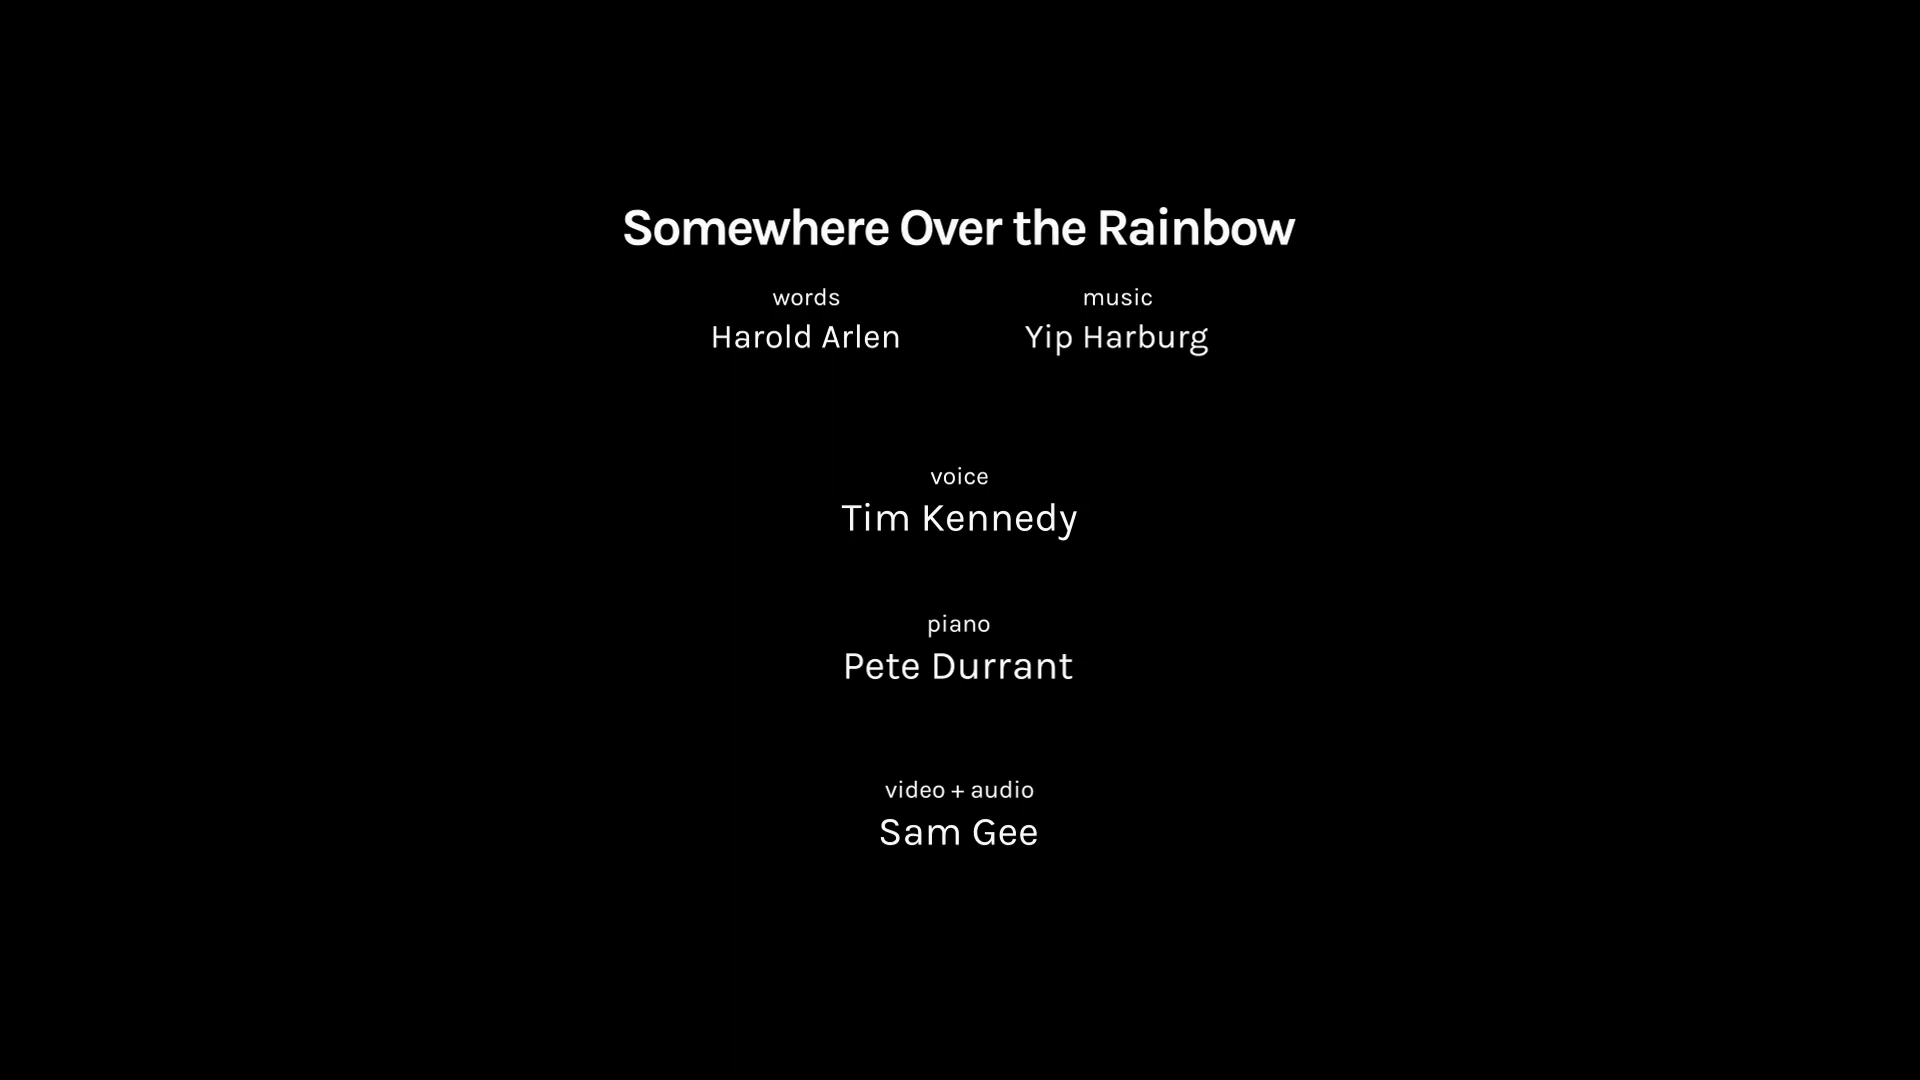 Somewhere Over the Rainbow
words
Harold Arlen
music
Yip Harburg
voice
Tim Kennedy
piano
Pete Durrant
video + audio
Sam Gee